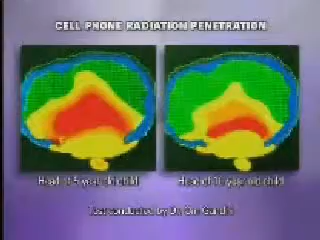 CELL PHONE RADIATION PENETRATION
Head of 5 year old child
Head of 10 year old child
Test conducted by Dr. Om Gandhi